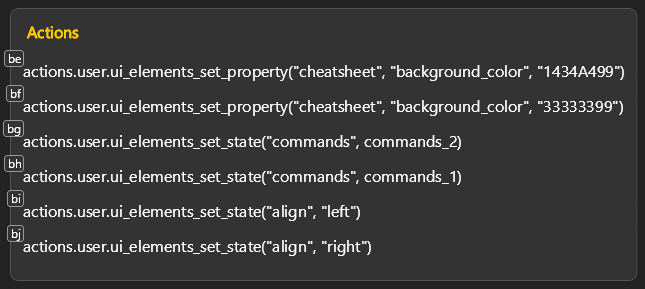 Actions
be
actions.user.ui_elements_set_property("cheatsheet", "background_color", "1434A499")
bf
actions.user.ui_elements_set_property("cheatsheet", "background_color", "33333399")
bg
actions.user.ui_elements_set_state("commands", commands_2)
bh
actions.user.ui_elements_set_state("commands", commands_1)
bi
actions.user.ui_elements_set_state("align", "left")
bj
actions.user.ui_elements_set_state("align", "right")